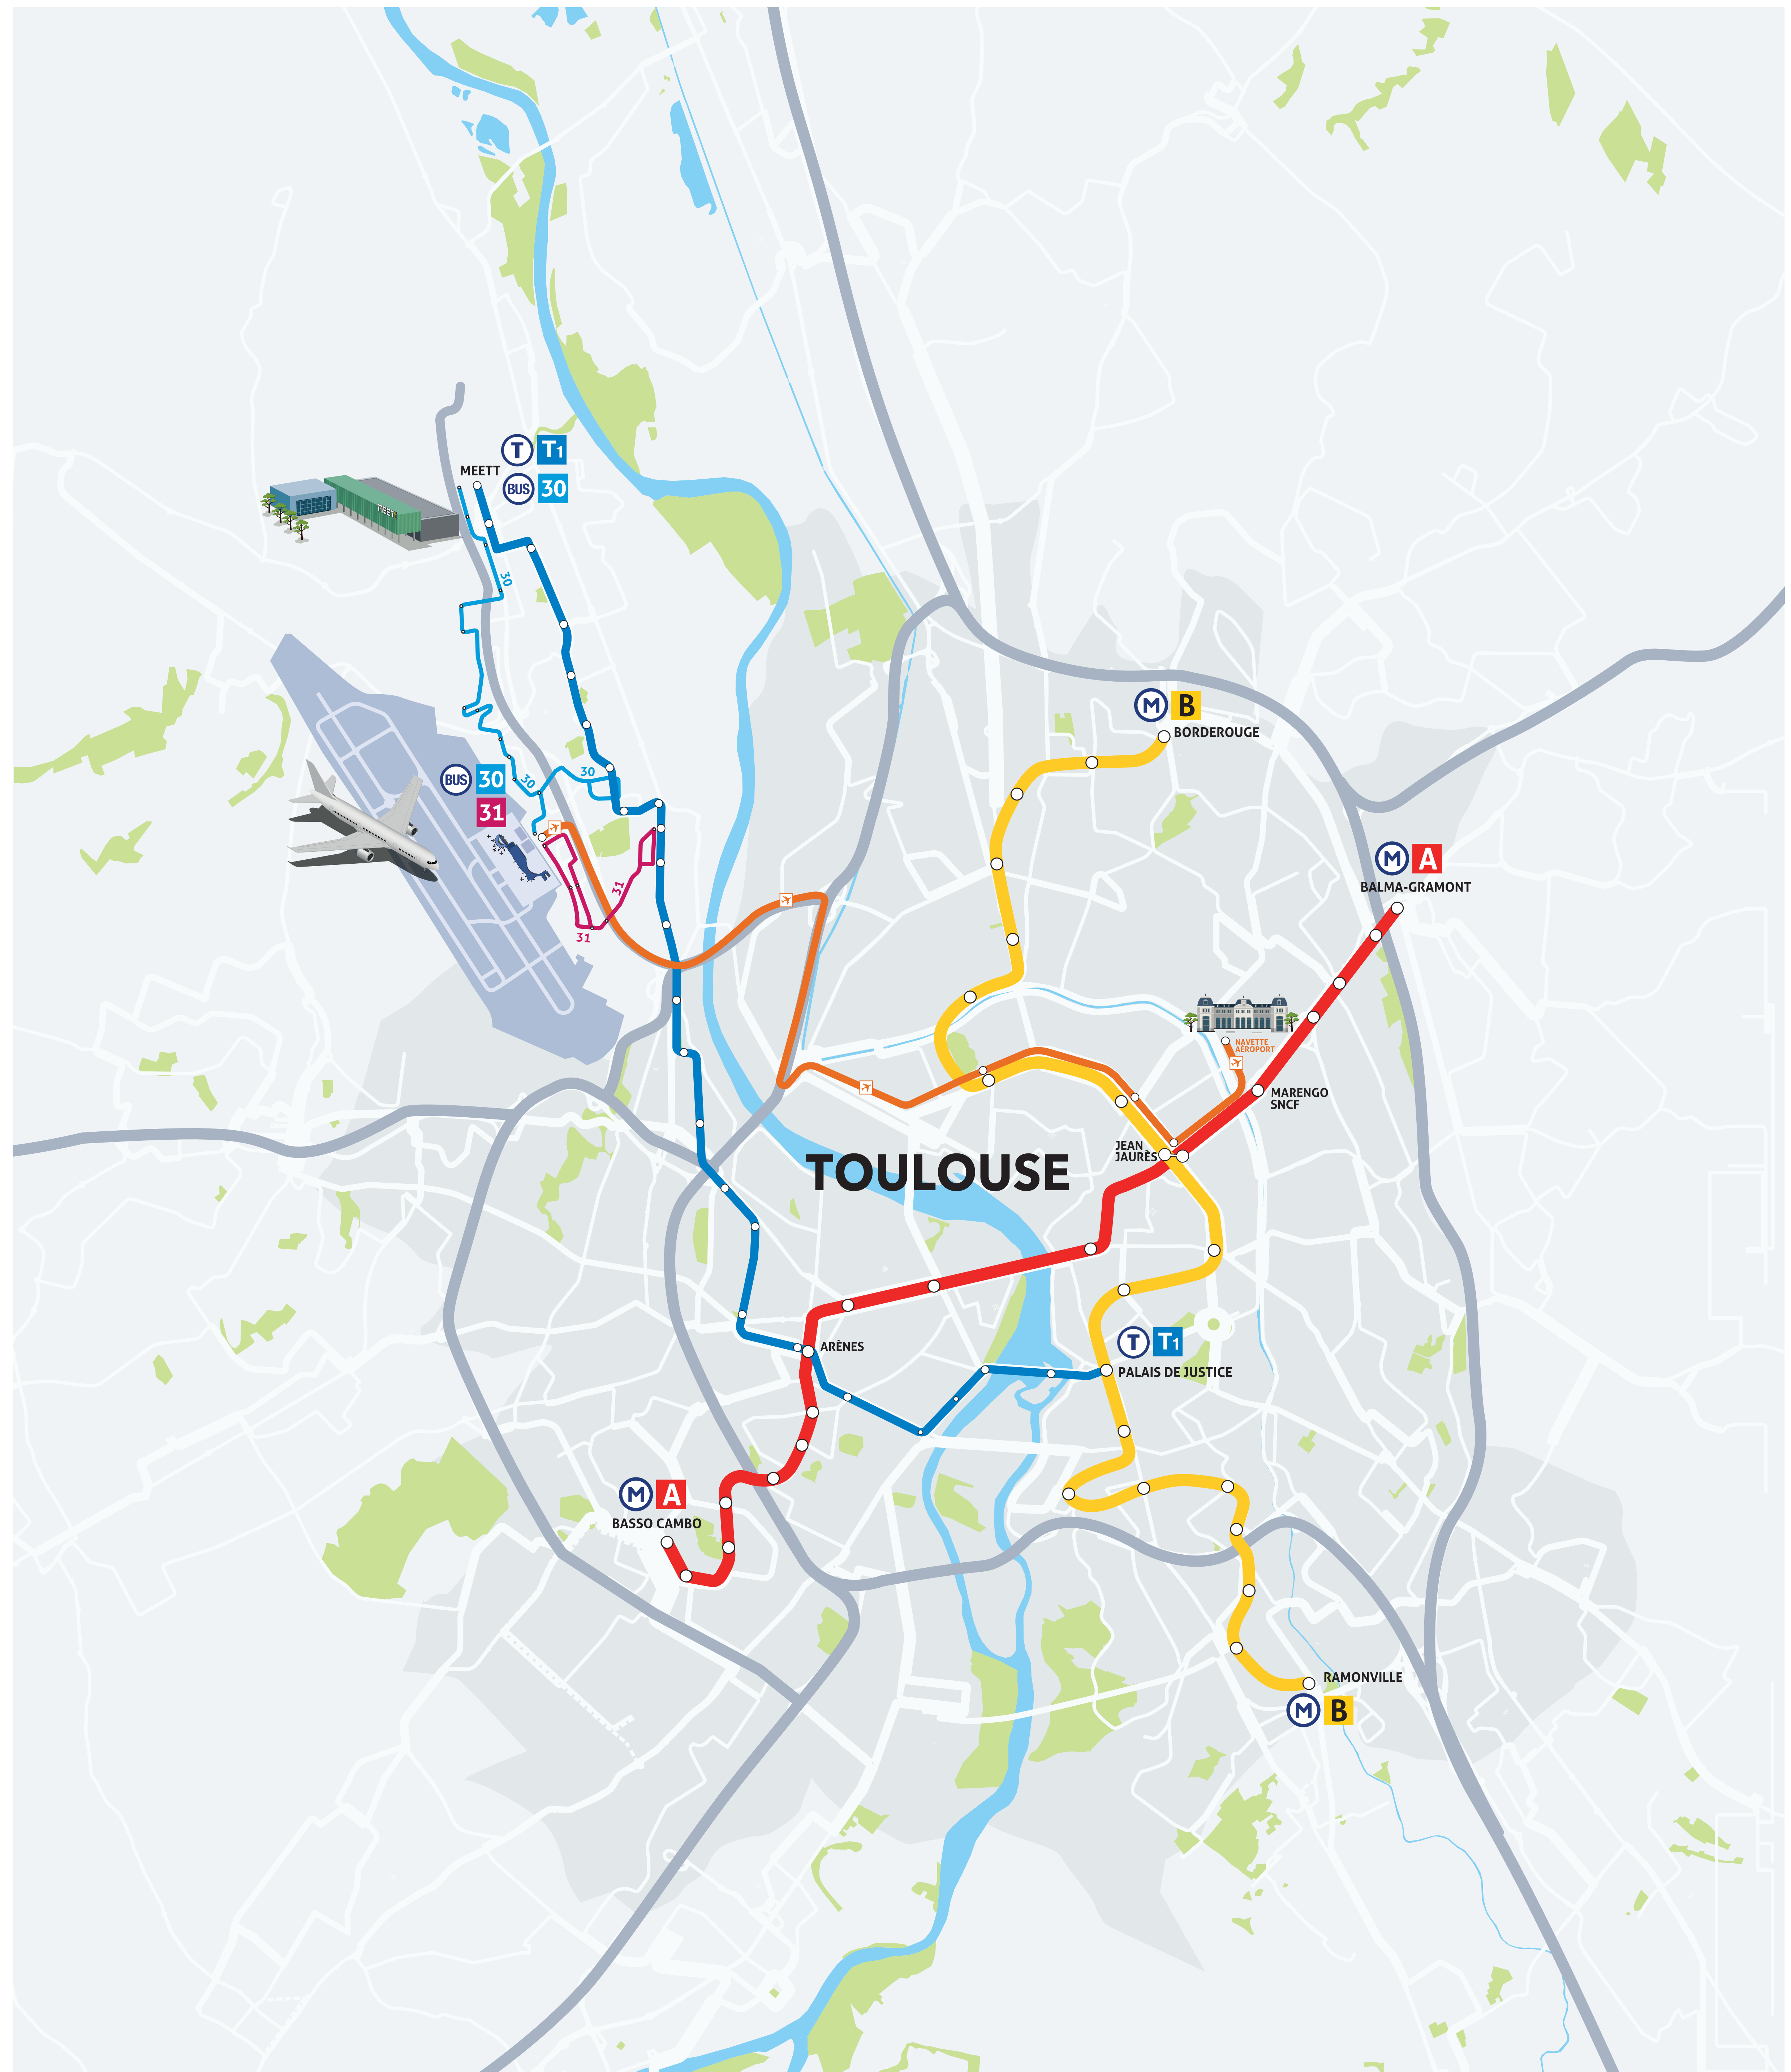 T T1
MEETT
BUS 30
30
M B
BORDEROUGE
BUS 30
31
30
30
31
31
M A
BALMA-GRAMONT
NAVETTE
AÉROPORT
MARENGO
SNCF
JEAN
JAURÈS
TOULOUSE
ARÈNES
T T1
PALAIS DE JUSTICE
M A
BASSO CAMBO
RAMONVILLE
M B